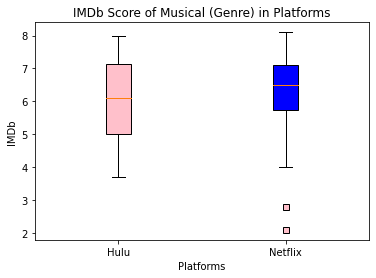 IMDb Score of Musical (Genre) in Platforms
8
7
6
5
4
3
2
IMDb
Hulu
Netflix
Platforms